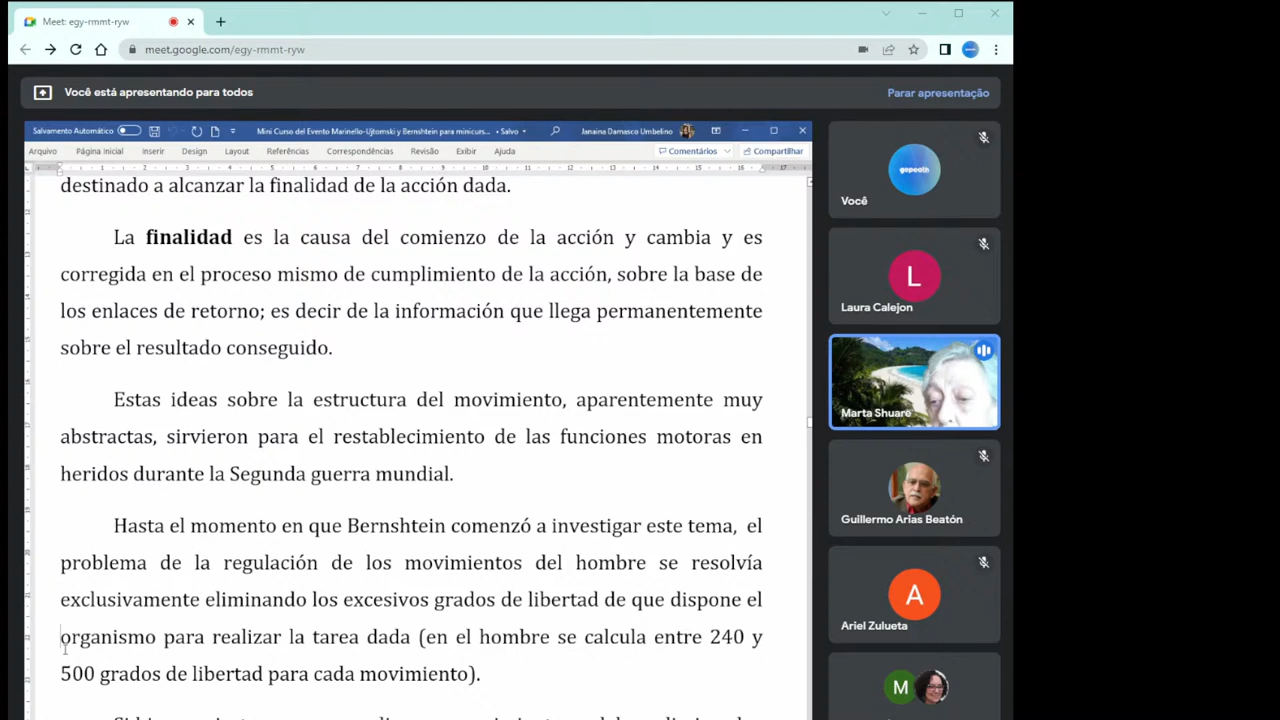 Meet: egy-rmmt-ryw
meet.google.com/egy-rmmt-ryw
Você está apresentando para todos
Parar apresentação
Salvamento Automático
Mini Curso del Evento Marinello-Ujtomski y Bernshtein para minicurs... • Salvo
Janaina Damasco Umbelino
Arquivo Página Inicial Inserir Design Layout Referências Correspondências Revisão Exibir Ajuda
Comentários Compartilhar
destinado a alcanzar la finalidad de la acción dada.
La finalidad es la causa del comienzo de la acción y cambia y es
corregida en el proceso mismo de cumplimiento de la acción, sobre la base de
los enlaces de retorno; es decir de la información que llega permanentemente
sobre el resultado conseguido.
Estas ideas sobre la estructura del movimiento, aparentemente muy
abstractas, sirvieron para el restablecimiento de las funciones motoras en
heridos durante la Segunda guerra mundial.
Hasta el momento en que Bernshtein comenzó a investigar este tema, el
problema de la regulación de los movimientos del hombre se resolvía
exclusivamente eliminando los excesivos grados de libertad de que dispone el
organismo para realizar la tarea dada (en el hombre se calcula entre 240 y
500 grados de libertad para cada movimiento).
gepeath
Você
L
Laura Calejon
Marta Shuare
Guillermo Arias Beatón
A
Ariel Zulueta
M